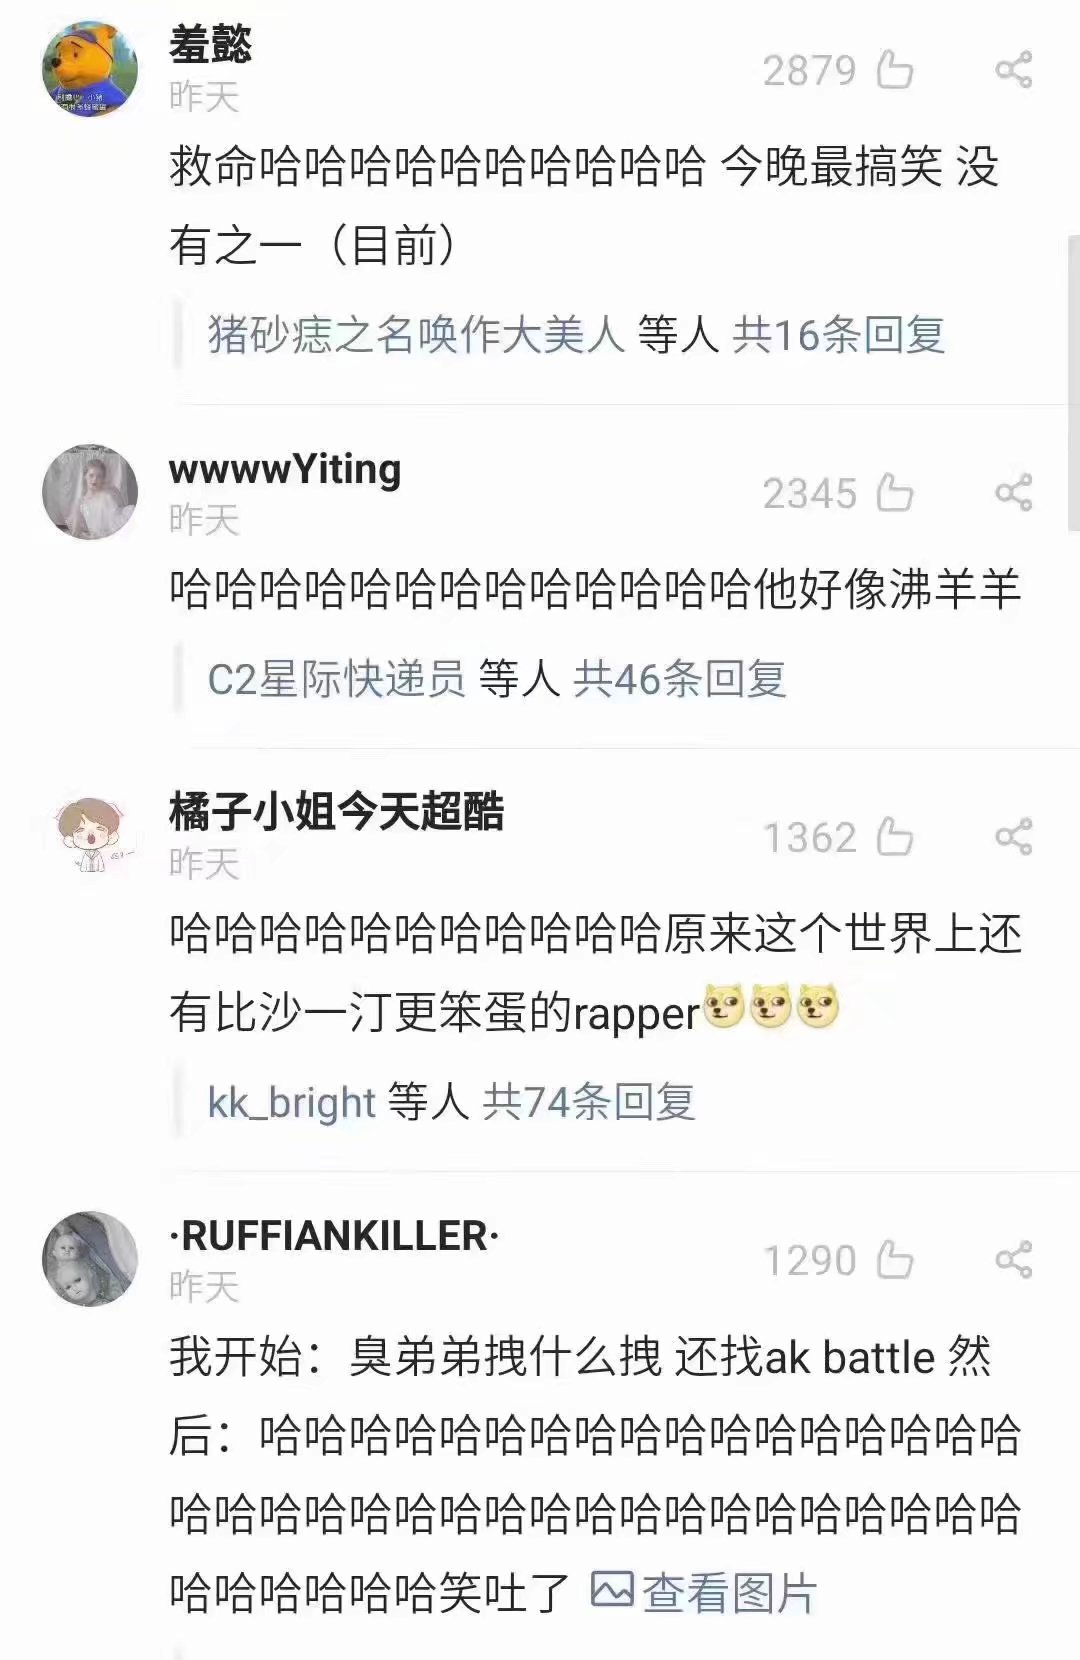 羞懿
2879
昨天
救命哈哈哈哈哈哈哈哈哈哈 今晚最搞笑 没
有之一（目前）
猪砂痣之名唤作大美人 等人 共16条回复
wwwwYiting
2345
昨天
哈哈哈哈哈哈哈哈哈哈哈哈哈他好像沸羊羊
C2星际快递员 等人 共46条回复
橘子小姐今天超酷
1362
昨天
哈哈哈哈哈哈哈哈哈哈哈原来这个世界上还
有比沙一汀更笨蛋的rapper
kk_bright 等人 共74条回复
·RUFFIANKILLER·
1290
昨天
我开始：臭弟弟拽什么拽 还找ak battle 然
后：哈哈哈哈哈哈哈哈哈哈哈哈哈哈哈哈哈
哈哈哈哈哈哈哈哈哈哈哈哈哈哈哈哈哈哈哈
哈哈哈哈哈哈笑吐了 查看图片